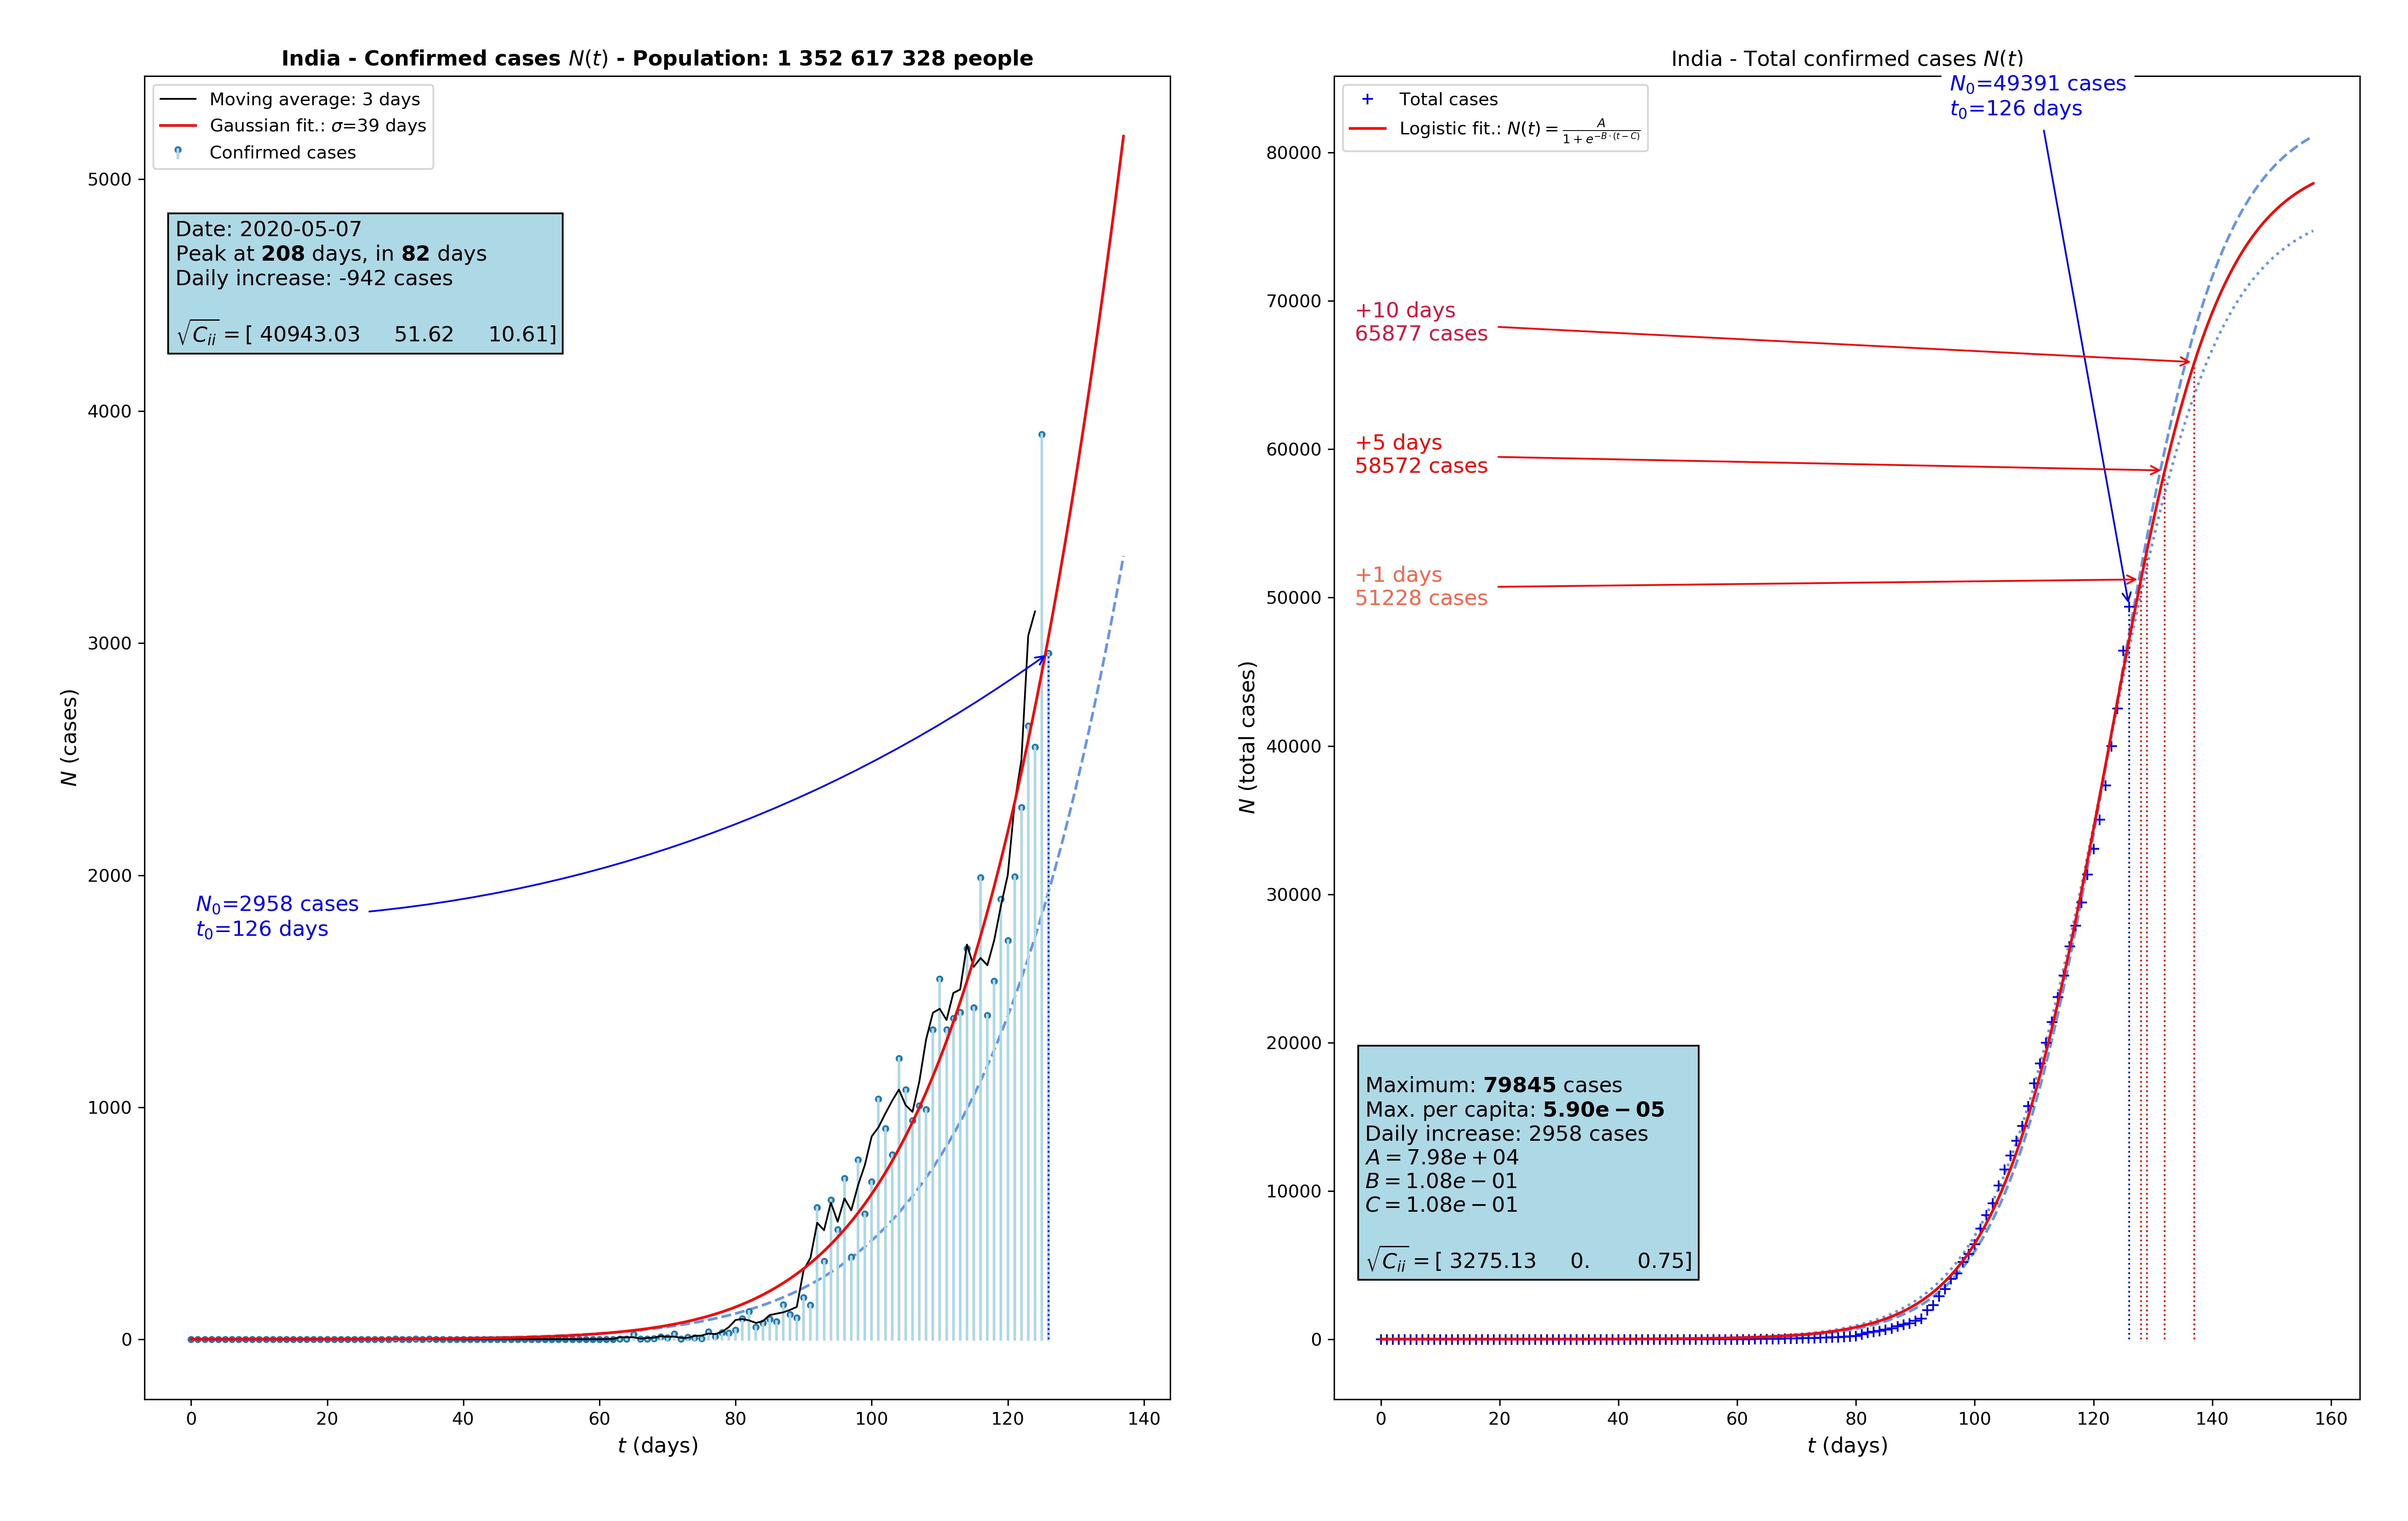 India - Confirmed cases N(t) - Population: 1 352 617 328 people
Moving average: 3 days
Gaussian fit.: σ=39 days
Confirmed cases
Date: 2020-05-07
Peak at 208 days, in 82 days
Daily increase: -942 cases
√C_ii = [ 40943.03 51.62 10.61]
N_0=2958 cases
t_0=126 days
5000
4000
3000
2000
1000
0
N (cases)
0 20 40 60 80 100 120 140
t (days)
India - Total confirmed cases N(t)
N_0=49391 cases
t_0=126 days
Total cases
Logistic fit.: N(t) = A / (1 + e^{−B·(t−C)})
+10 days
65877 cases
+5 days
58572 cases
+1 days
51228 cases
Maximum: 79845 cases
Max. per capita: 5.90e − 05
Daily increase: 2958 cases
A = 7.98e + 04
B = 1.08e − 01
C = 1.08e − 01
√C_ii = [ 3275.13 0. 0.75]
80000
70000
60000
50000
40000
30000
20000
10000
0
N (total cases)
0 20 40 60 80 100 120 140 160
t (days)